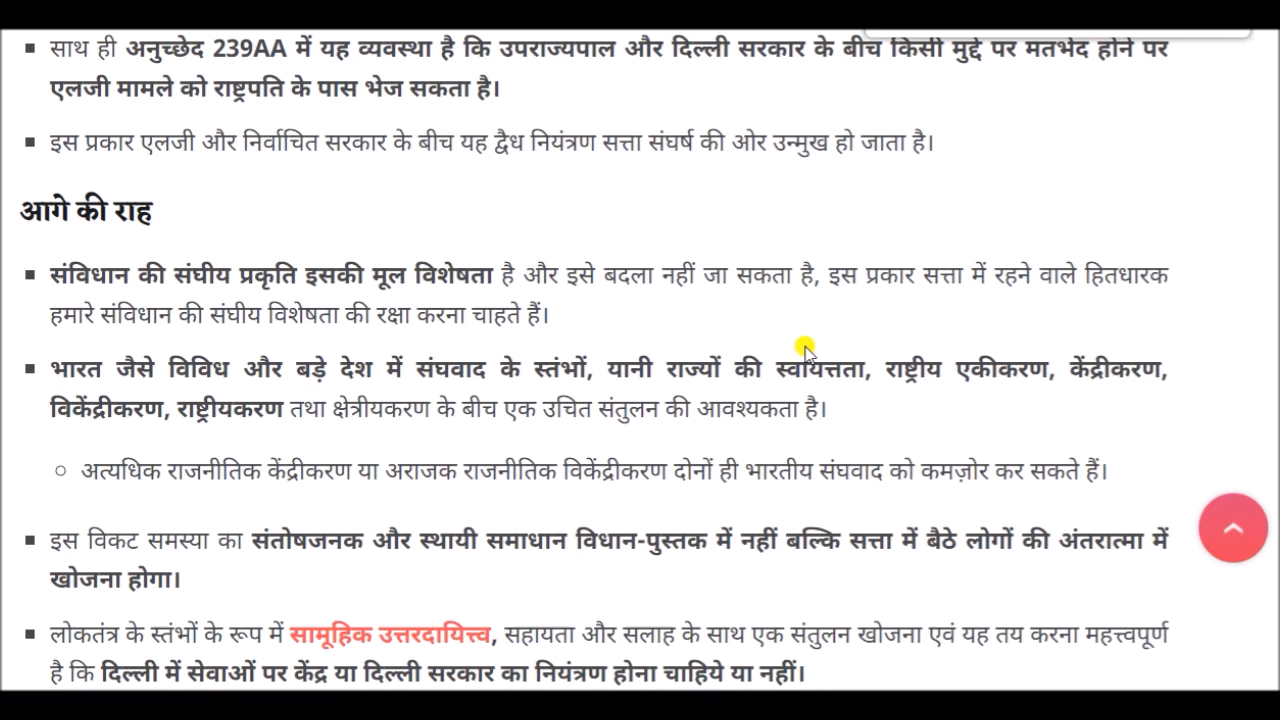 साथ ही अनुच्छेद 239AA में यह व्यवस्था है कि उपराज्यपाल और दिल्ली सरकार के बीच किसी मुद्दे पर मतभेद होने पर
एलजी मामले को राष्ट्रपति के पास भेज सकता है।
इस प्रकार एलजी और निर्वाचित सरकार के बीच यह द्वैध नियंत्रण सत्ता संघर्ष की ओर उन्मुख हो जाता है।
आगे की राह
संविधान की संघीय प्रकृति इसकी मूल विशेषता है और इसे बदला नहीं जा सकता है, इस प्रकार सत्ता में रहने वाले हितधारक
हमारे संविधान की संघीय विशेषता की रक्षा करना चाहते हैं।
भारत जैसे विविध और बड़े देश में संघवाद के स्तंभों, यानी राज्यों की स्वायत्तता, राष्ट्रीय एकीकरण, केंद्रीकरण,
विकेंद्रीकरण, राष्ट्रीयकरण तथा क्षेत्रीयकरण के बीच एक उचित संतुलन की आवश्यकता है।
अत्यधिक राजनीतिक केंद्रीकरण या अराजक राजनीतिक विकेंद्रीकरण दोनों ही भारतीय संघवाद को कमज़ोर कर सकते हैं।
इस विकट समस्या का संतोषजनक और स्थायी समाधान विधान-पुस्तक में नहीं बल्कि सत्ता में बैठे लोगों की अंतरात्मा में
खोजना होगा।
लोकतंत्र के स्तंभों के रूप में सामूहिक उत्तरदायित्त्व, सहायता और सलाह के साथ एक संतुलन खोजना एवं यह तय करना महत्त्वपूर्ण
है कि दिल्ली में सेवाओं पर केंद्र या दिल्ली सरकार का नियंत्रण होना चाहिये या नहीं।